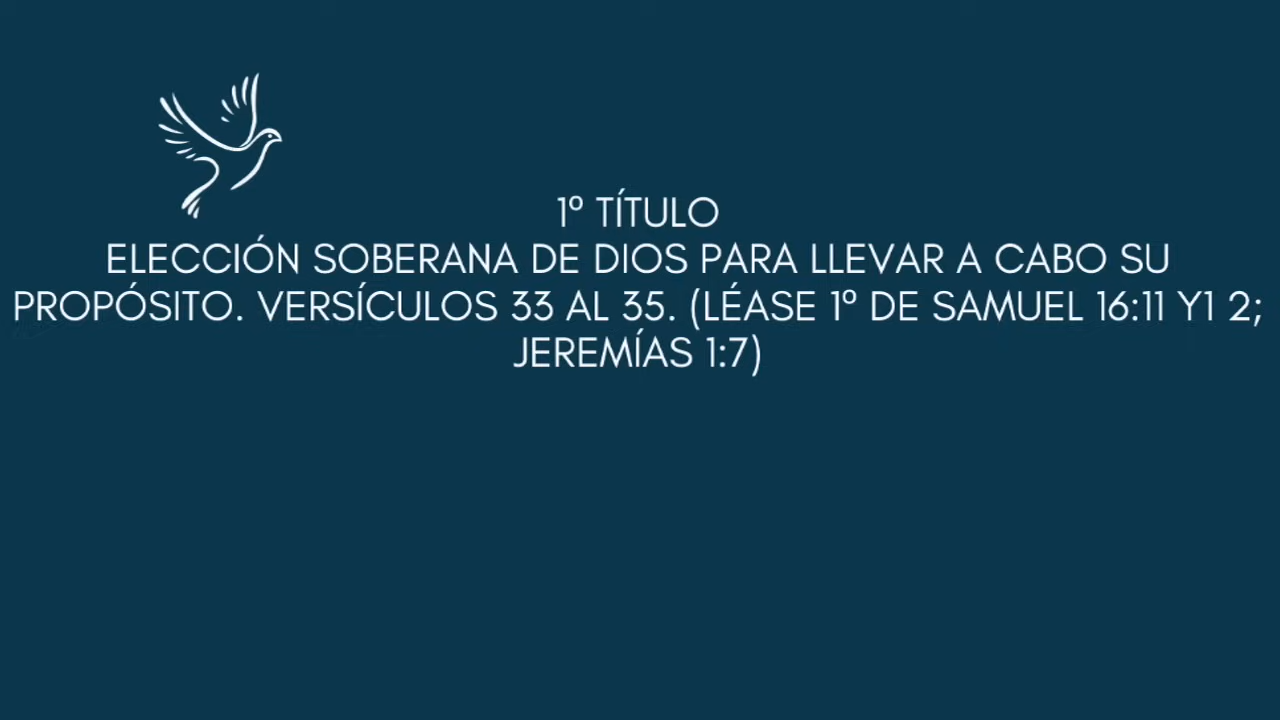 1º TÍTULO
ELECCIÓN SOBERANA DE DIOS PARA LLEVAR A CABO SU
PROPÓSITO. VERSÍCULOS 33 AL 35. (LÉASE 1º DE SAMUEL 16:11 Y1 2;
JEREMÍAS 1:7)